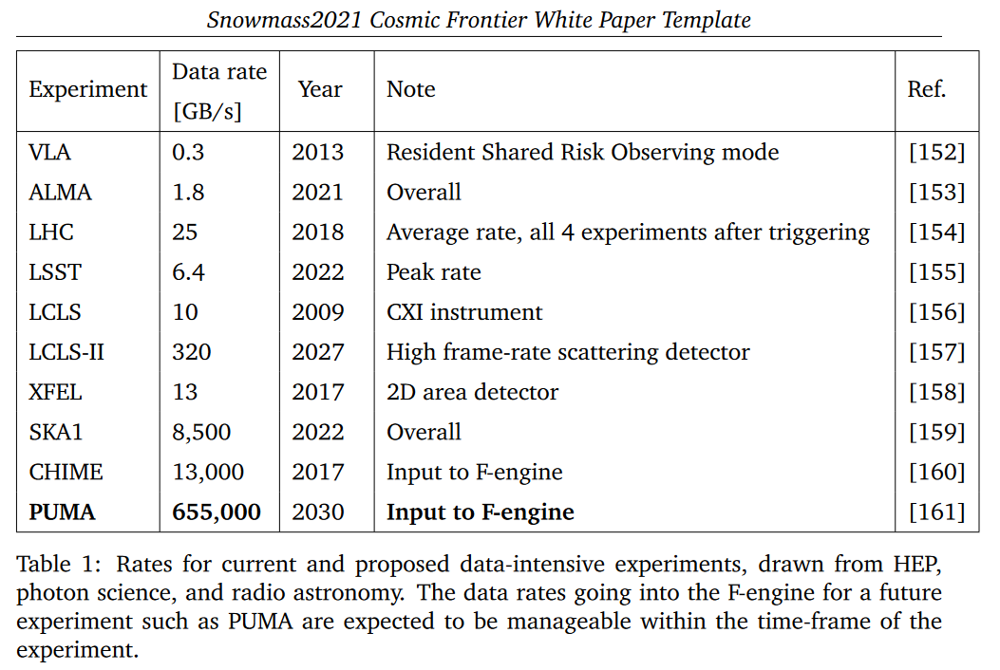 Snowmass2021 Cosmic Frontier White Paper Template
Experiment Data rate [GB/s] Year Note Ref.
VLA 0.3 2013 Resident Shared Risk Observing mode [152]
ALMA 1.8 2021 Overall [153]
LHC 25 2018 Average rate, all 4 experiments after triggering [154]
LSST 6.4 2022 Peak rate [155]
LCLS 10 2009 CXI instrument [156]
LCLS-II 320 2027 High frame-rate scattering detector [157]
XFEL 13 2017 2D area detector [158]
SKA1 8,500 2022 Overall [159]
CHIME 13,000 2017 Input to F-engine [160]
PUMA 655,000 2030 Input to F-engine [161]
Table 1: Rates for current and proposed data-intensive experiments, drawn from HEP,
photon science, and radio astronomy. The data rates going into the F-engine for a future
experiment such as PUMA are expected to be manageable within the time-frame of the
experiment.